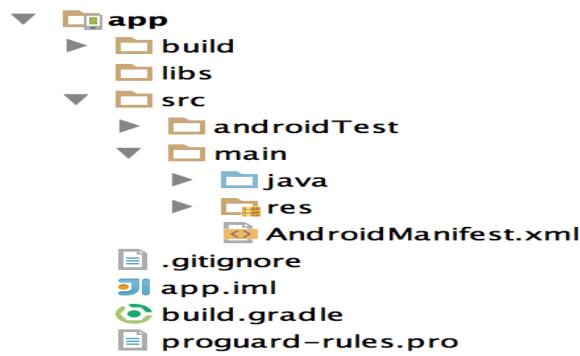 app
build
libs
src
androidTest
main
java
res
AndroidManifest.xml
.gitignore
app.iml
build.gradle
proguard-rules.pro